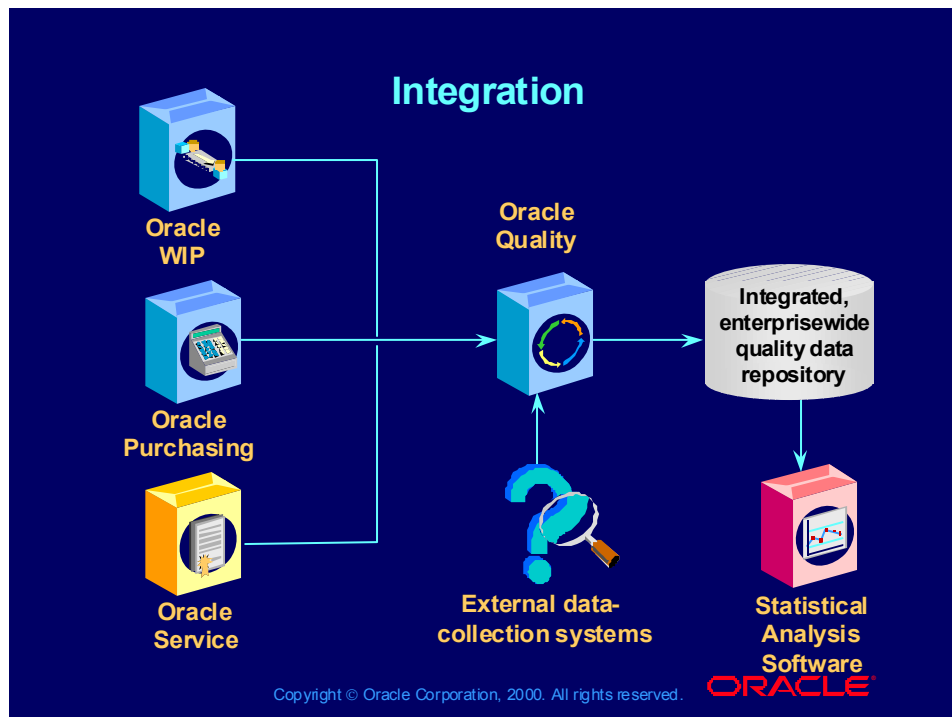 Integration
Oracle
WIP
Oracle
Quality
Integrated,
enterprisewide
quality data
repository
Oracle
Purchasing
Oracle
Service
External data-
collection systems
Statistical
Analysis
Software
Copyright © Oracle Corporation, 2000. All rights reserved.
ORACLE®